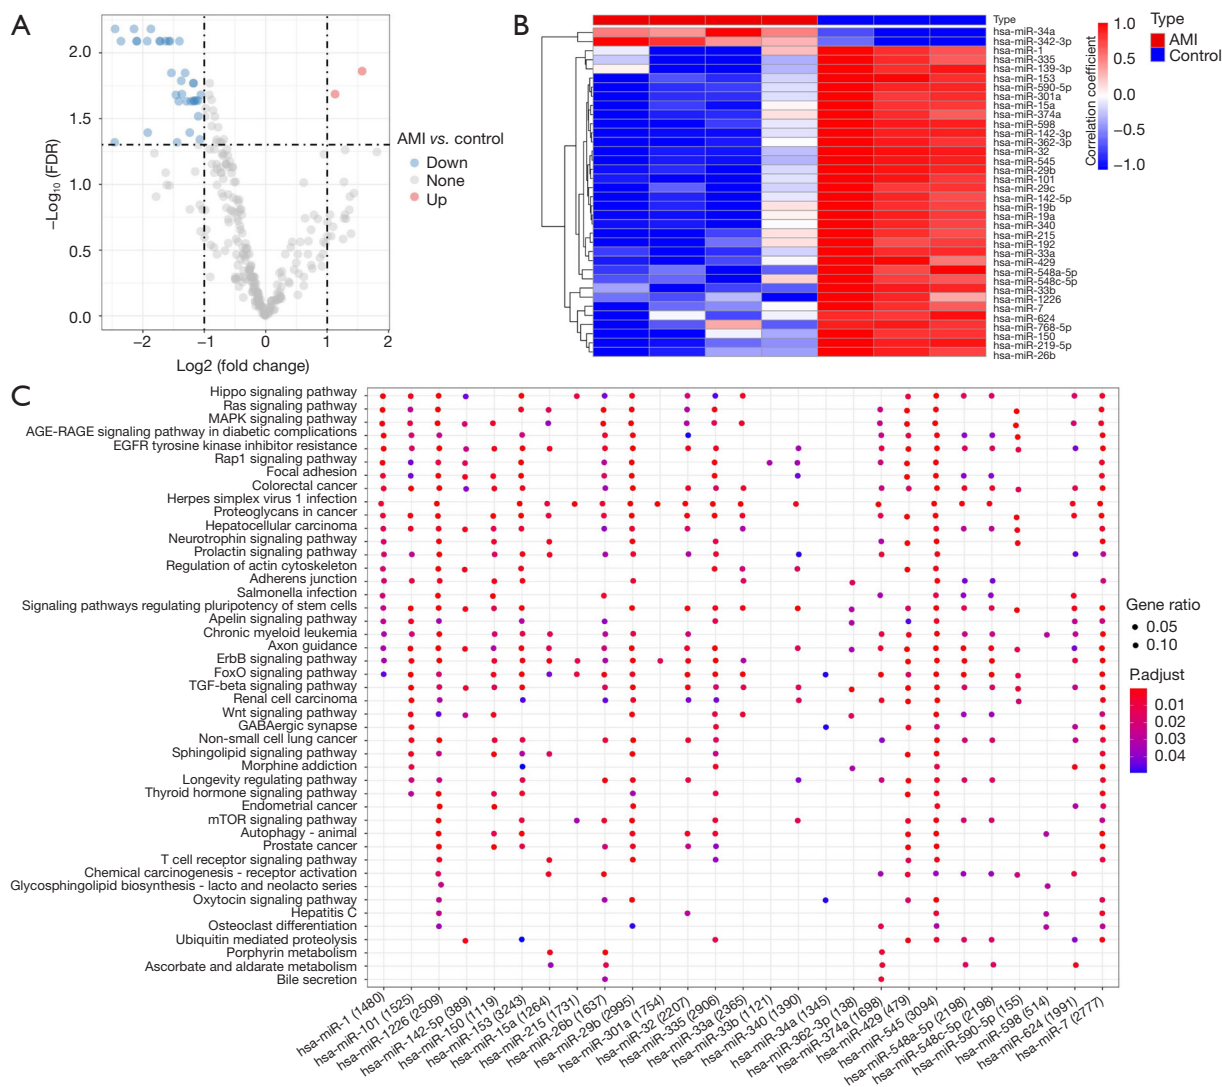 A
2.0
1.5
1.0
0.5
0.0
−Log₁₀ (FDR)
−2
−1
0
1
2
Log2 (fold change)
AMI vs. control
Down
None
Up
B
Type
hsa-miR-34a
hsa-miR-342-3p
hsa-miR-1
hsa-miR-335
hsa-miR-139-3p
hsa-miR-153
hsa-miR-590-5p
hsa-miR-301a
hsa-miR-15a
hsa-miR-374a
hsa-miR-598
hsa-miR-142-3p
hsa-miR-362-3p
hsa-miR-32
hsa-miR-545
hsa-miR-29b
hsa-miR-101
hsa-miR-29c
hsa-miR-142-5p
hsa-miR-19b
hsa-miR-19a
hsa-miR-340
hsa-miR-215
hsa-miR-192
hsa-miR-33a
hsa-miR-429
hsa-miR-548a-5p
hsa-miR-548c-5p
hsa-miR-33b
hsa-miR-1226
hsa-miR-7
hsa-miR-624
hsa-miR-768-5p
hsa-miR-150
hsa-miR-219-5p
hsa-miR-26b
Correlation coefficient
1.0
0.5
0.0
−0.5
−1.0
Type
AMI
Control
C
Hippo signaling pathway
Ras signaling pathway
MAPK signaling pathway
AGE-RAGE signaling pathway in diabetic complications
EGFR tyrosine kinase inhibitor resistance
Rap1 signaling pathway
Focal adhesion
Colorectal cancer
Herpes simplex virus 1 infection
Proteoglycans in cancer
Hepatocellular carcinoma
Neurotrophin signaling pathway
Prolactin signaling pathway
Regulation of actin cytoskeleton
Adherens junction
Salmonella infection
Signaling pathways regulating pluripotency of stem cells
Apelin signaling pathway
Chronic myeloid leukemia
Axon guidance
ErbB signaling pathway
FoxO signaling pathway
TGF-beta signaling pathway
Renal cell carcinoma
Wnt signaling pathway
GABAergic synapse
Non-small cell lung cancer
Sphingolipid signaling pathway
Morphine addiction
Longevity regulating pathway
Thyroid hormone signaling pathway
Endometrial cancer
mTOR signaling pathway
Autophagy - animal
Prostate cancer
T cell receptor signaling pathway
Chemical carcinogenesis - receptor activation
Glycosphingolipid biosynthesis - lacto and neolacto series
Oxytocin signaling pathway
Hepatitis C
Osteoclast differentiation
Ubiquitin mediated proteolysis
Porphyrin metabolism
Ascorbate and aldarate metabolism
Bile secretion
hsa-miR-1 (1480)
hsa-miR-101 (1525)
hsa-miR-1226 (2509)
hsa-miR-142-5p (389)
hsa-miR-150 (1119)
hsa-miR-153 (3243)
hsa-miR-15a (1264)
hsa-miR-215 (1731)
hsa-miR-26b (1637)
hsa-miR-29b (2995)
hsa-miR-301a (1754)
hsa-miR-32 (2207)
hsa-miR-335 (2906)
hsa-miR-33a (2365)
hsa-miR-33b (1121)
hsa-miR-340 (1390)
hsa-miR-34a (1345)
hsa-miR-362-3p (138)
hsa-miR-374a (1698)
hsa-miR-429 (479)
hsa-miR-545 (3094)
hsa-miR-548a-5p (2198)
hsa-miR-548c-5p (2198)
hsa-miR-590-5p (155)
hsa-miR-598 (514)
hsa-miR-624 (1991)
hsa-miR-7 (2777)
Gene ratio
0.05
0.10
P.adjust
0.01
0.02
0.03
0.04